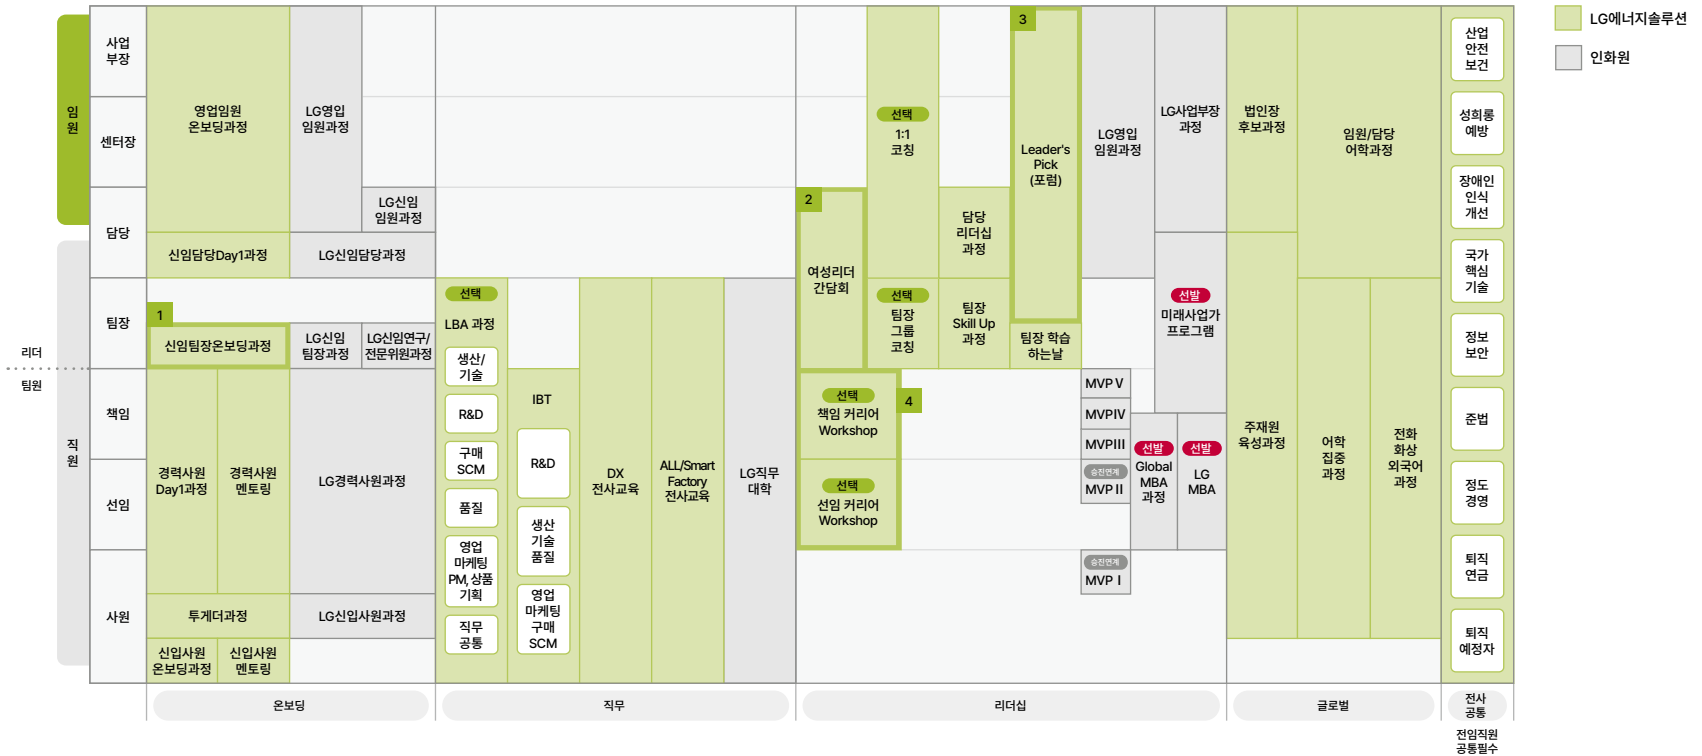 LG에너지솔루션
인화원
임
원
직
원
리더
팀원
사업
부장
센터장
담당
팀장
책임
선임
사원
영업임원
온보딩과정
LG영입
임원과정
LG신임
임원과정
신임담당Day1과정
LG신임담당과정
1
신임팀장온보딩과정
LG신임
팀장과정
LG신임연구/
전문위원과정
경력사원
Day1과정
경력사원
멘토링
LG경력사원과정
투게더과정
LG신입사원과정
신입사원
온보딩과정
신입사원
멘토링
선택
LBA 과정
생산/
기술
R&D
구매
SCM
품질
영업
마케팅
PM, 상품
기획
직무
공통
IBT
R&D
생산
기술
품질
영업
마케팅
구매
SCM
DX
전사교육
ALL/Smart
Factory
전사교육
LG직무
대학
2
여성리더
간담회
선택
1:1
코칭
선택
팀장
그룹
코칭
담당
리더십
과정
팀장
Skill Up
과정
3
Leader's
Pick
(포럼)
팀장 학습
하는날
4
선택
책임 커리어
Workshop
선택
선임 커리어
Workshop
LG영입
임원과정
LG사업부장
과정
선발
미래사업가
프로그램
MVP V
MVPIV
MVPIII
승진연계
MVP II
승진연계
MVP I
선발
Global
MBA
과정
선발
LG
MBA
법인장
후보과정
임원/담당
어학과정
주재원
육성과정
어학
집중
과정
전화
화상
외국어
과정
산업
안전
보건
성희롱
예방
장애인
인식
개선
국가
핵심
기술
정보
보안
준법
정도
경영
퇴직
연금
퇴직
예정자
온보딩
직무
리더십
글로벌
전사
공통
전임직원
공통필수